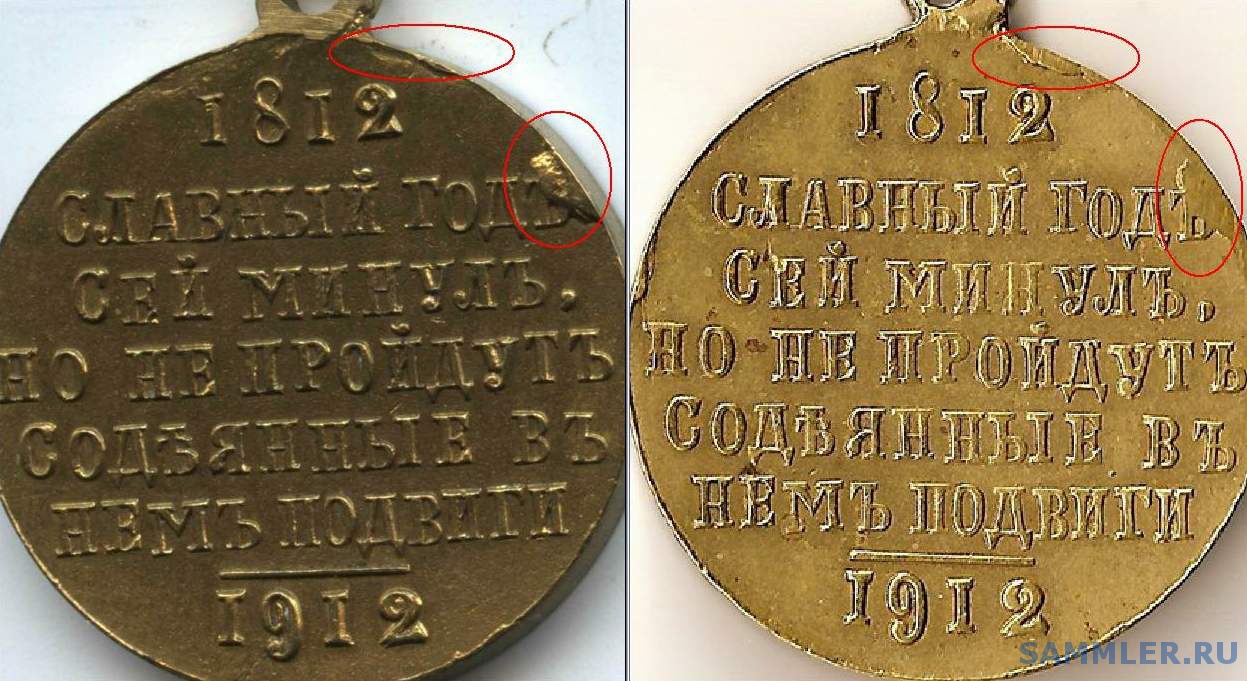 1812
СЛАВНЫЙ ГОДЪ
СЕЙ МИНУЛЪ,
НО НЕ ПРОЙДУТЪ
СОДѢЯННЫЕ ВЪ
НЕМЪ ПОДВИГИ
1912
1812
СЛАВНЫЙ ГОДЪ
СЕЙ МИНУЛЪ,
НО НЕ ПРОЙДУТЪ
СОДѢЯННЫЕ ВЪ
НЕМЪ ПОДВИГИ
1912
SAMMLER.RU